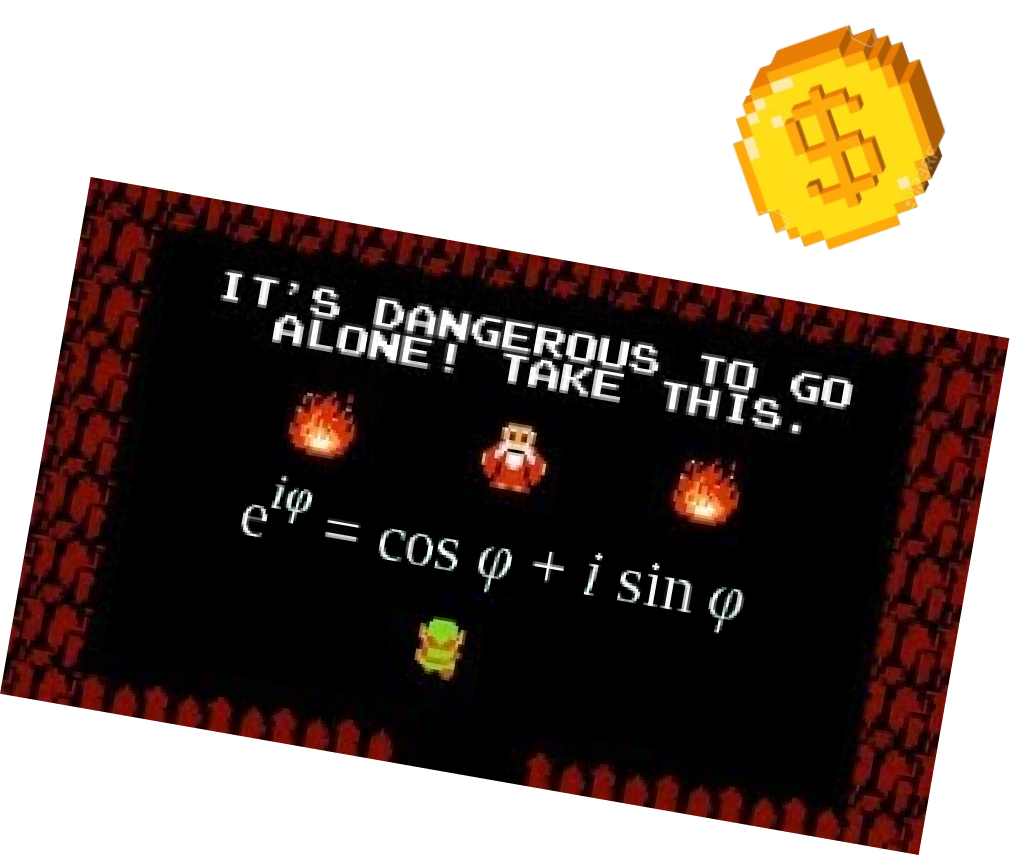 $
IT'S DANGEROUS TO GO
ALONE! TAKE THIS.
e^{iφ} = cos φ + i sin φ